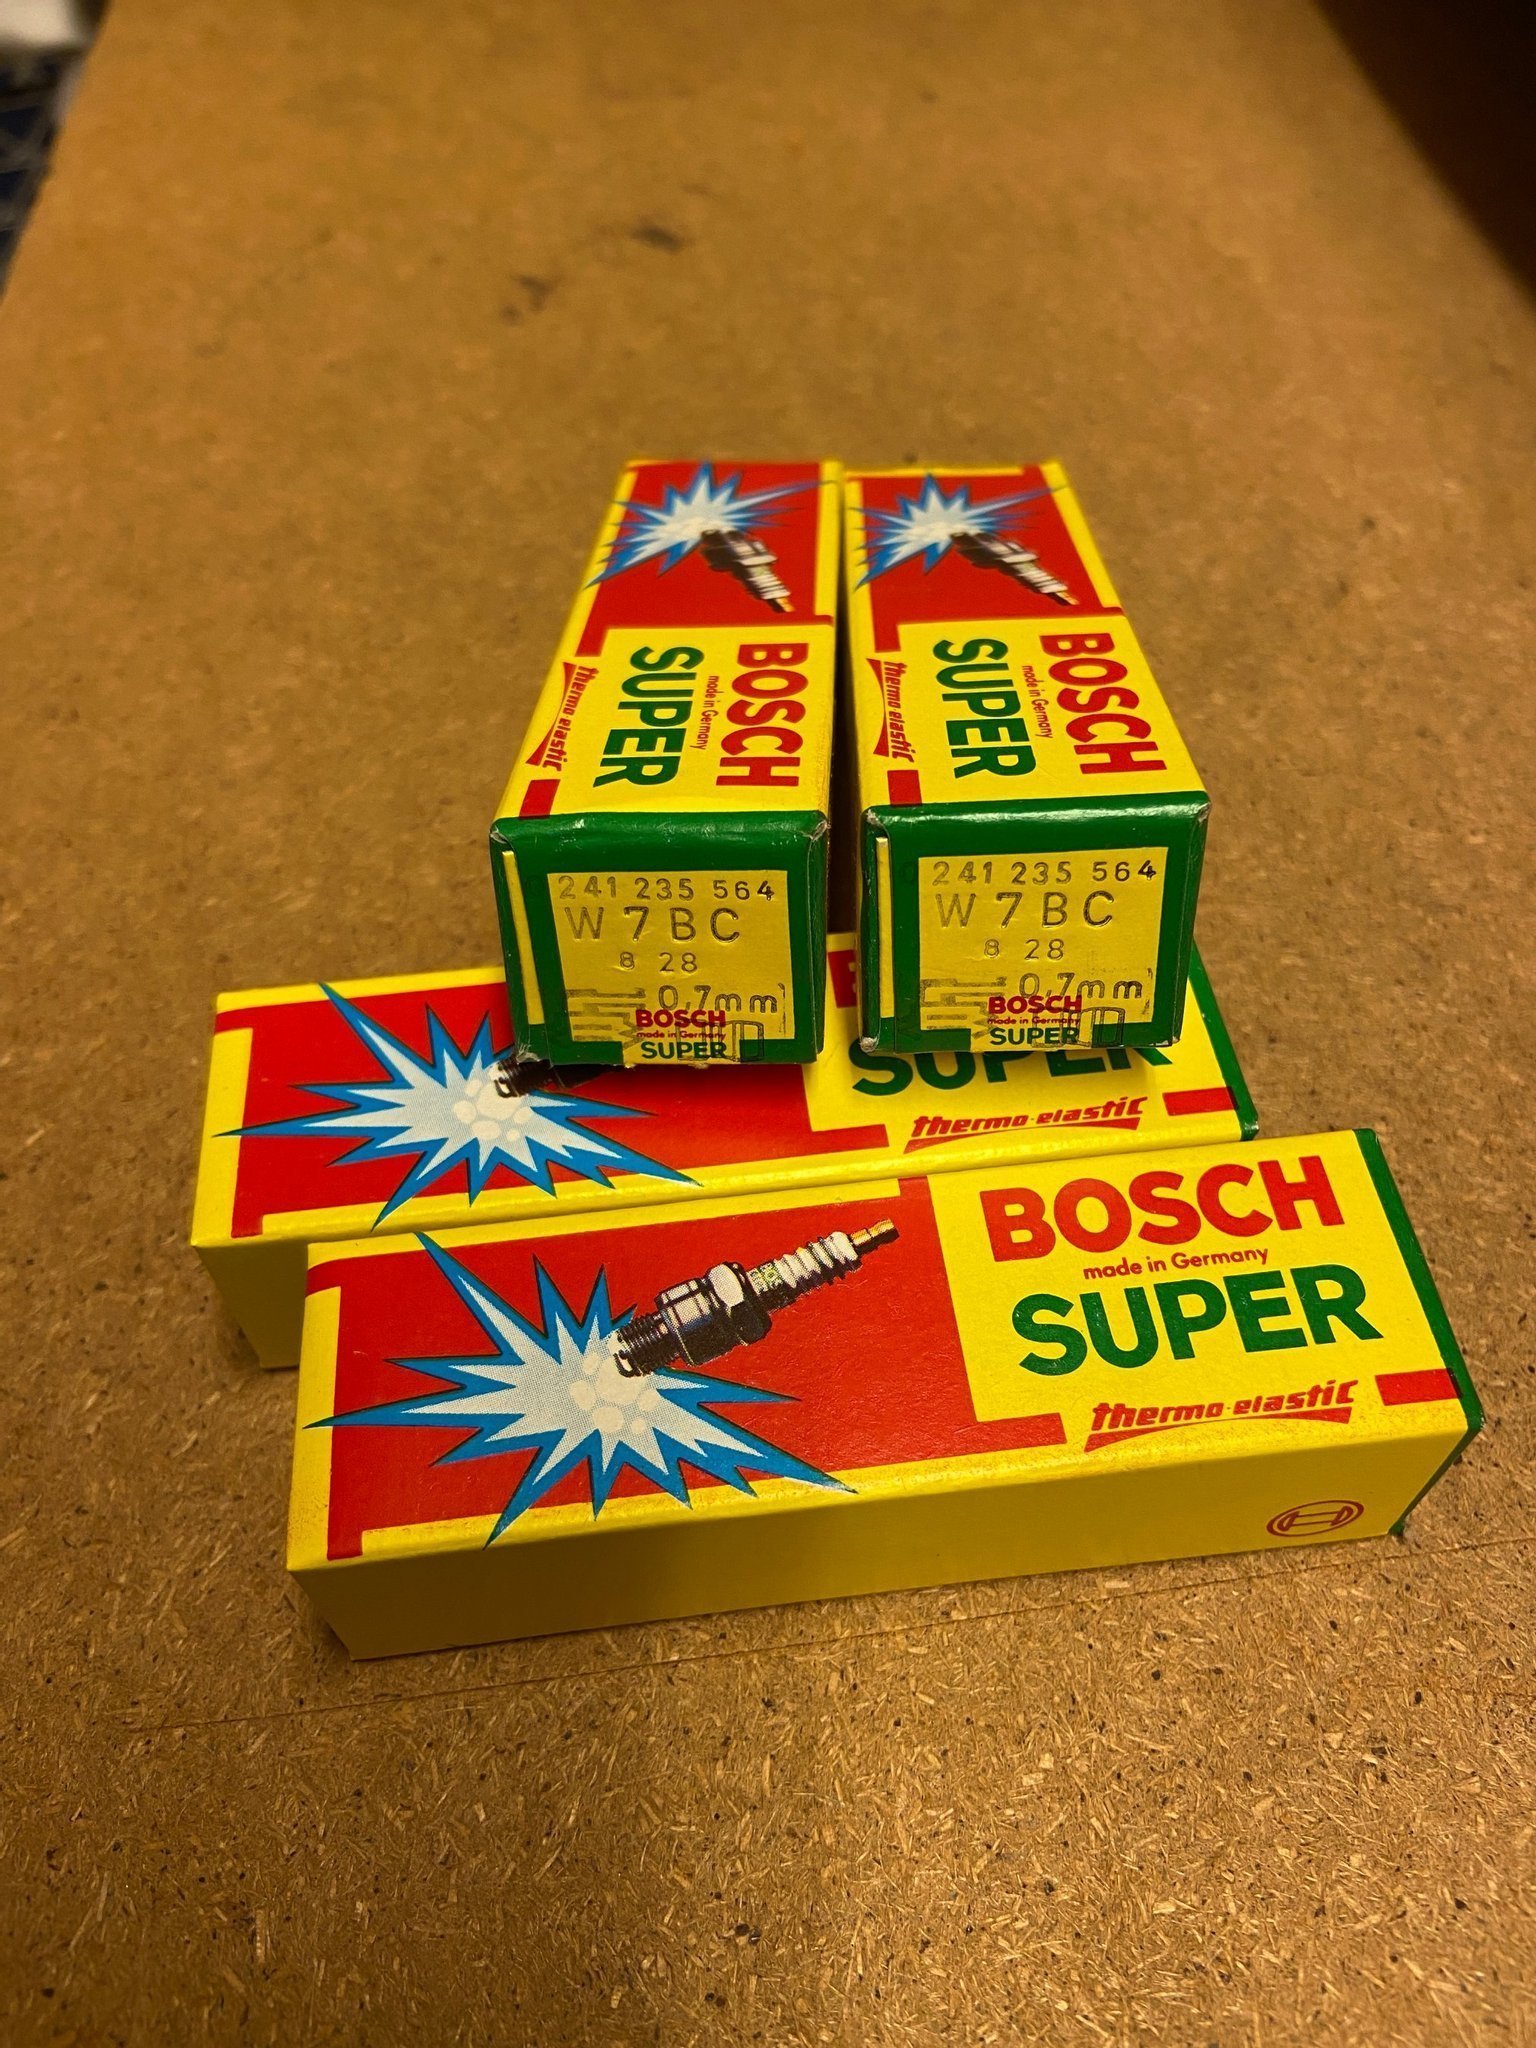 BOSCH
made in Germany
SUPER
thermo-elastic
BOSCH
made in Germany
SUPER
thermo-elastic
241 235 564
W 7 B C
8 28
0,7mm
BOSCH
made in Germany
SUPER
241 235 564
W 7 B C
8 28
0,7mm
BOSCH
made in Germany
SUPER
SUPER
thermo-elastic
BOSCH
made in Germany
SUPER
thermo-elastic